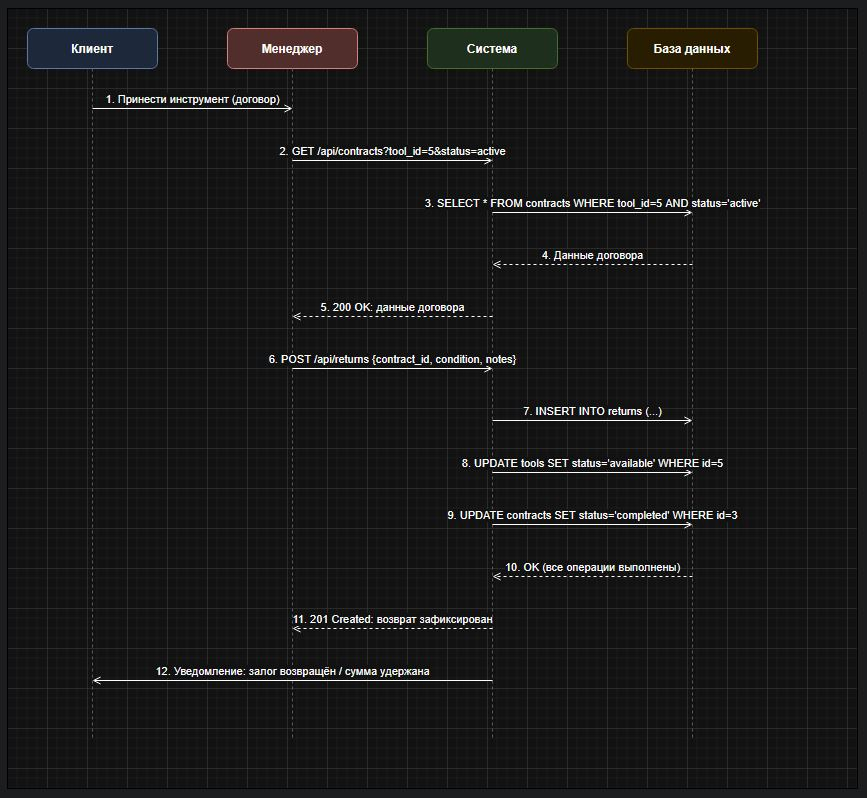 Клиент
Менеджер
Система
База данных
1. Принести инструмент (договор)
2. GET /api/contracts?tool_id=5&status=active
3. SELECT * FROM contracts WHERE tool_id=5 AND status='active'
4. Данные договора
5. 200 OK: данные договора
6. POST /api/returns {contract_id, condition, notes}
7. INSERT INTO returns (...)
8. UPDATE tools SET status='available' WHERE id=5
9. UPDATE contracts SET status='completed' WHERE id=3
10. OK (все операции выполнены)
11. 201 Created: возврат зафиксирован
12. Уведомление: залог возвращён / сумма удержана